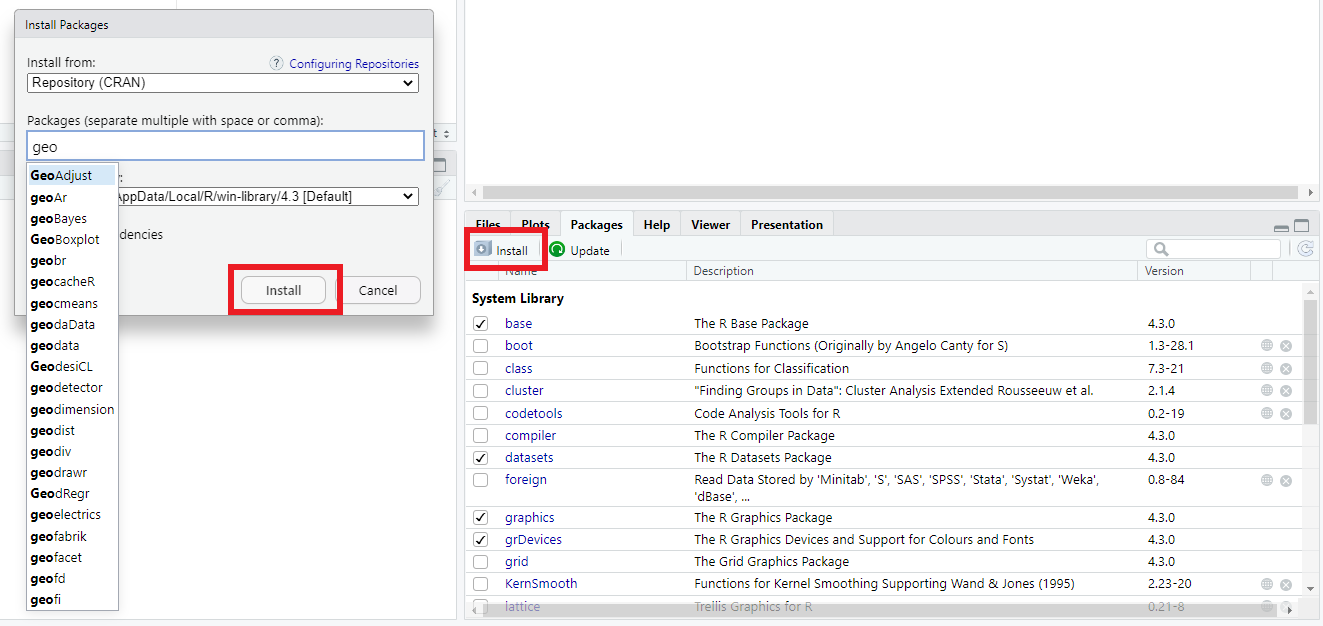 Install Packages
Install from:
? Configuring Repositories
Repository (CRAN)
Packages (separate multiple with space or comma):
geo
GeoAdjust
geoAr
geoBayes
GeoBoxplot
geobr
geocacheR
geocmeans
geodaData
geodata
GeodesiCL
geodetector
geodimension
geodist
geodiv
geodrawr
GeodRegr
geoelectrics
geofabrik
geofacet
geofd
geofi
y:
AppData/Local/R/win-library/4.3 [Default]
dencies
Install
Cancel
t
Files Plots Packages Help Viewer Presentation
Install Update
Name Description Version
System Library
base The R Base Package 4.3.0
boot Bootstrap Functions (Originally by Angelo Canty for S) 1.3-28.1
class Functions for Classification 7.3-21
cluster "Finding Groups in Data": Cluster Analysis Extended Rousseeuw et al. 2.1.4
codetools Code Analysis Tools for R 0.2-19
compiler The R Compiler Package 4.3.0
datasets The R Datasets Package 4.3.0
foreign Read Data Stored by 'Minitab', 'S', 'SAS', 'SPSS', 'Stata', 'Systat', 'Weka', 0.8-84
'dBase', ...
graphics The R Graphics Package 4.3.0
grDevices The R Graphics Devices and Support for Colours and Fonts 4.3.0
grid The Grid Graphics Package 4.3.0
KernSmooth Functions for Kernel Smoothing Supporting Wand & Jones (1995) 2.23-20
lattice Trellis Graphics for R 0.21-8